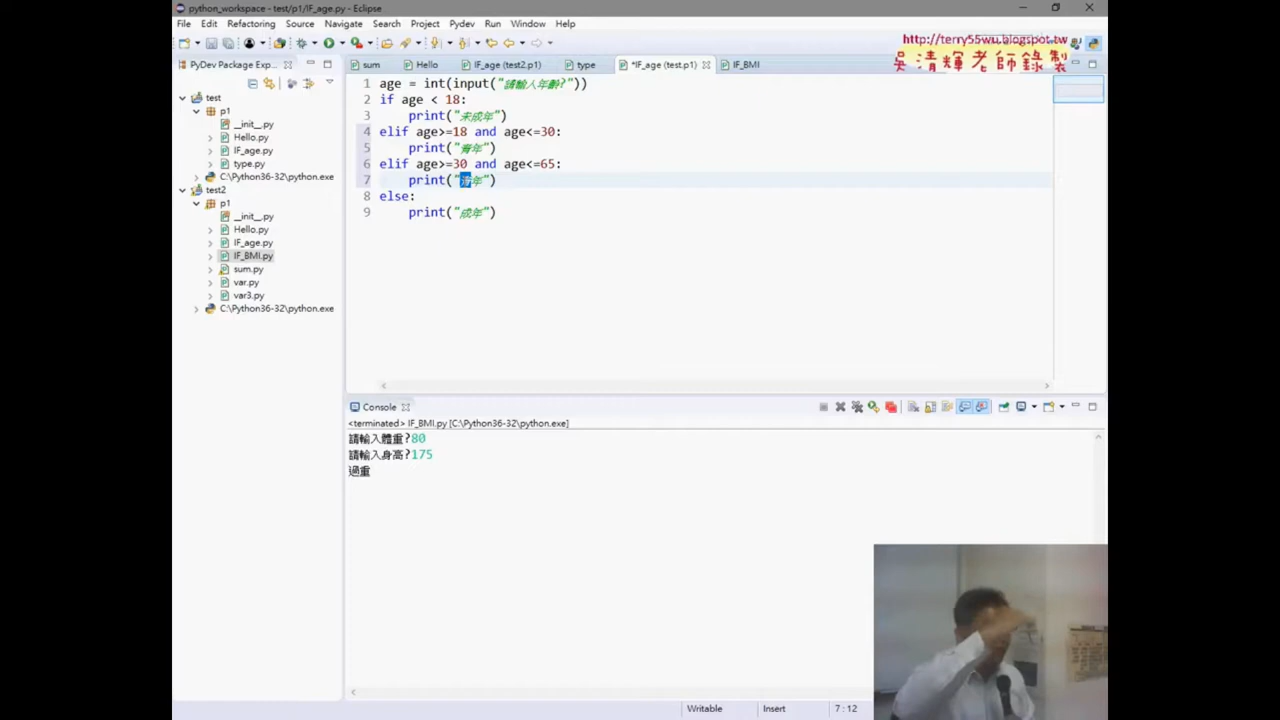 python_workspace - test/p1/IF_age.py - Eclipse
File Edit Refactoring Source Navigate Search Project Pydev Run Window Help
http://terry55wu.blogspot.tw
吳清輝老師錄製
PyDev Package Exp...
sum Hello IF_age (test2.p1) type *IF_age (test.p1) IF_BMI
test
p1
__init__.py
Hello.py
IF_age.py
type.py
C:\Python36-32\python.exe
test2
p1
__init__.py
Hello.py
IF_age.py
IF_BMI.py
sum.py
var.py
var3.py
C:\Python36-32\python.exe
1 age = int(input("請輸入年齡?"))
2 if age < 18:
3 print("未成年")
4 elif age>=18 and age<=30:
5 print("青年")
6 elif age>=30 and age<=65:
7 print("年")
8 else:
9 print("成年")
Console
<terminated> IF_BMI.py [C:\Python36-32\python.exe]
請輸入體重?80
請輸入身高?175
過重
Writable Insert 7 : 12